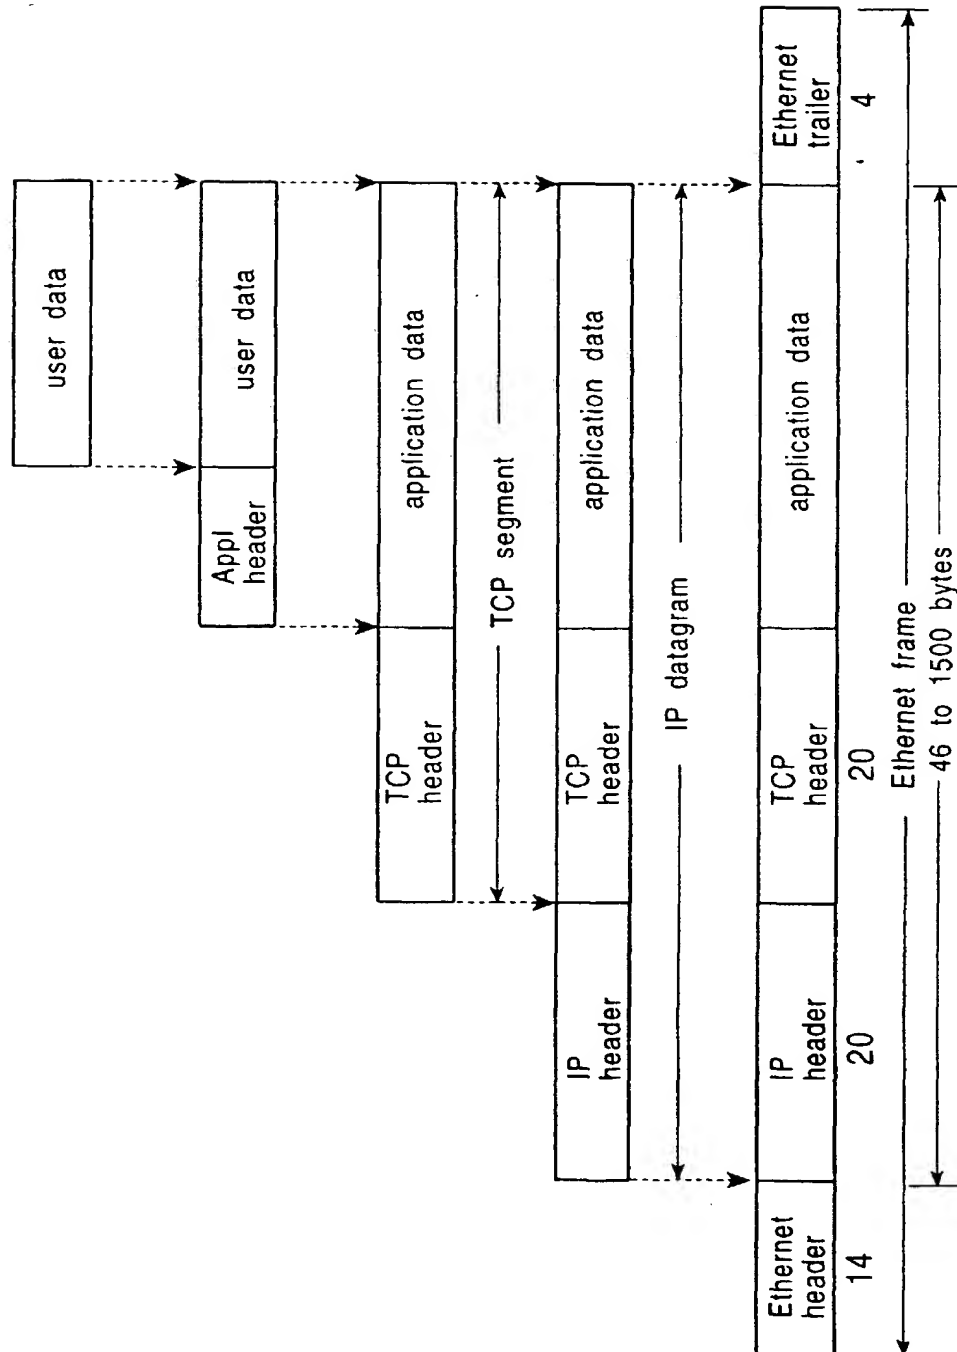 user data
Appl
header
user data
TCP
header
application data
TCP segment
IP
header
TCP
header
application data
IP datagram
Ethernet
header
IP
header
TCP
header
application data
Ethernet
trailer
14
20
20
4
Ethernet frame
46 to 1500 bytes